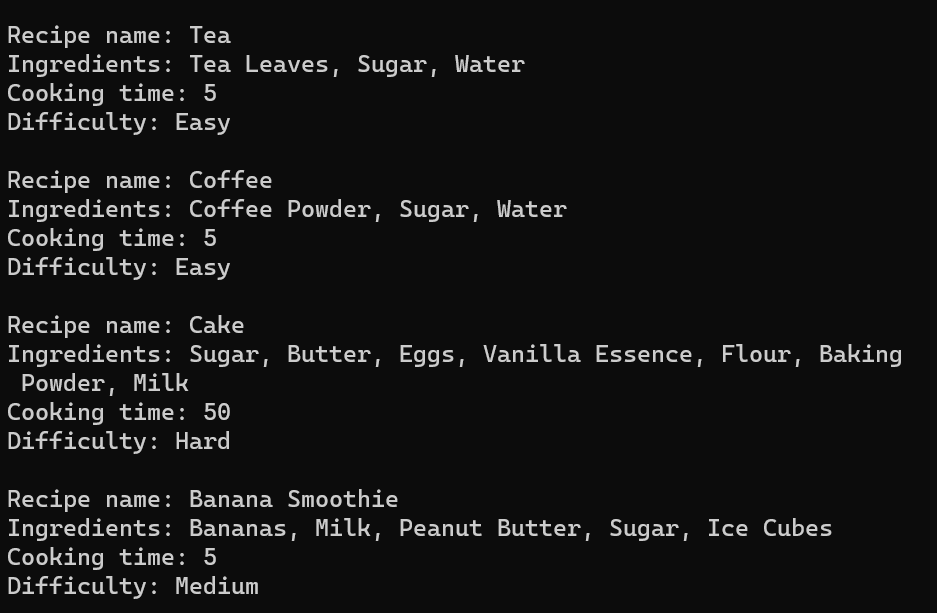 Recipe name: Tea
Ingredients: Tea Leaves, Sugar, Water
Cooking time: 5
Difficulty: Easy
Recipe name: Coffee
Ingredients: Coffee Powder, Sugar, Water
Cooking time: 5
Difficulty: Easy
Recipe name: Cake
Ingredients: Sugar, Butter, Eggs, Vanilla Essence, Flour, Baking
Powder, Milk
Cooking time: 50
Difficulty: Hard
Recipe name: Banana Smoothie
Ingredients: Bananas, Milk, Peanut Butter, Sugar, Ice Cubes
Cooking time: 5
Difficulty: Medium